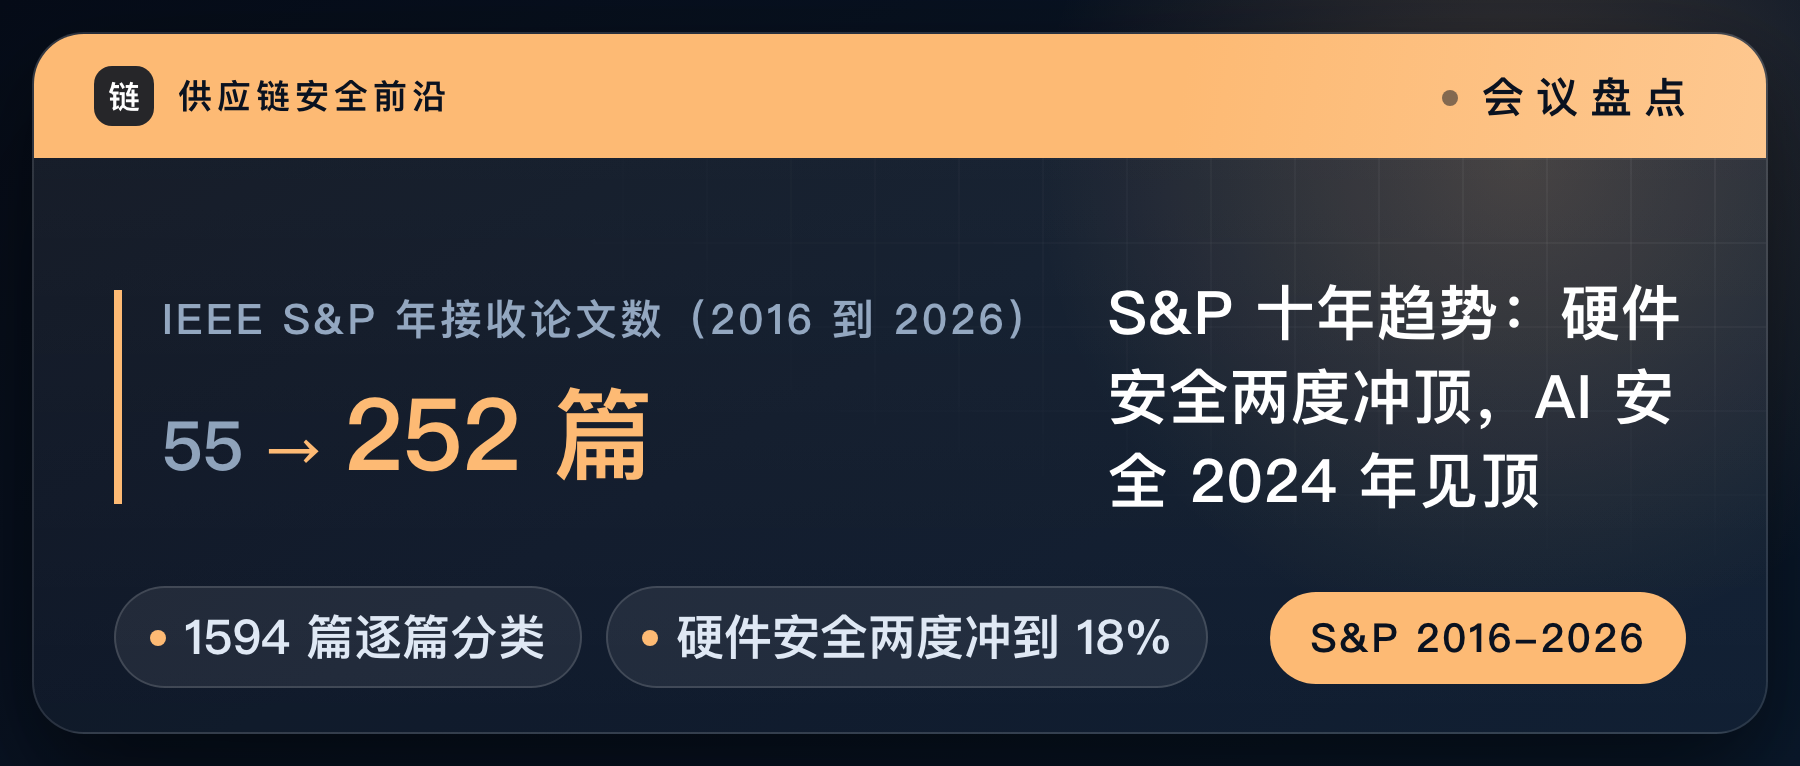 链 供应链安全前沿
会议盘点
IEEE S&P 年接收论文数（2016 到 2026）
55 → 252 篇
S&P 十年趋势：硬件
安全两度冲顶，AI 安
全 2024 年见顶
1594 篇逐篇分类
硬件安全两度冲到 18%
S&P 2016–2026